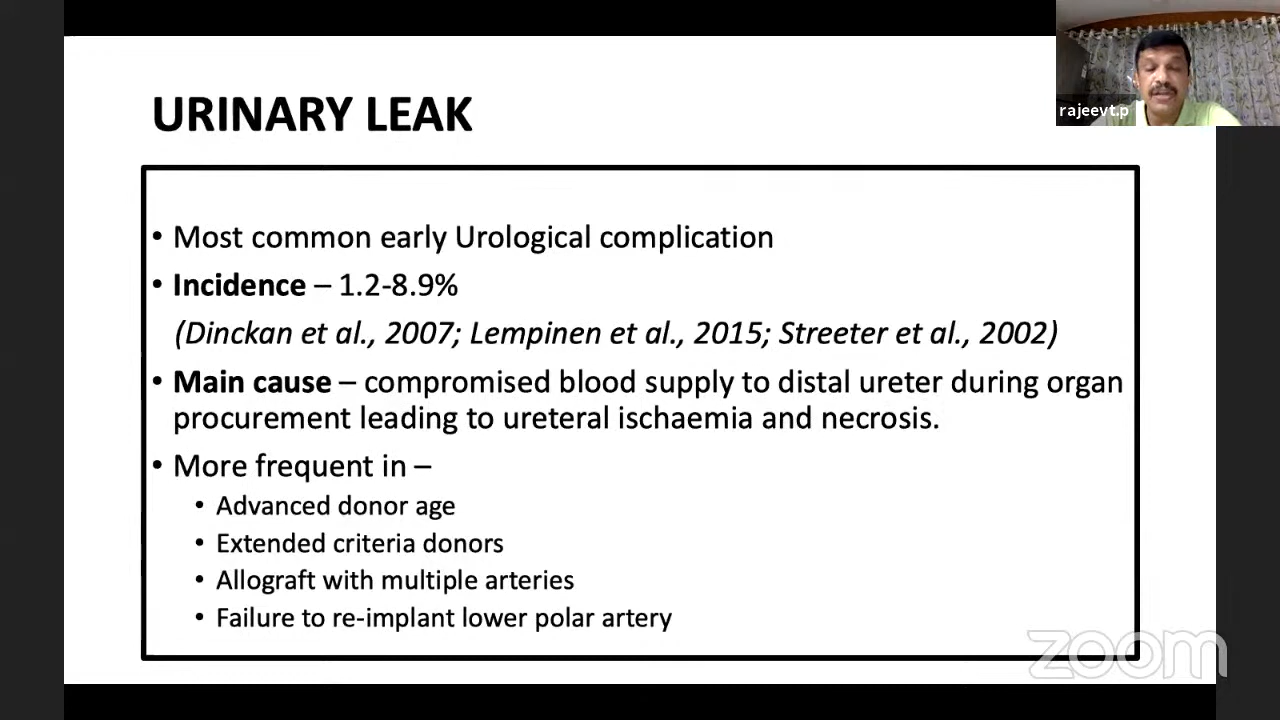 URINARY LEAK
rajeevt.p
• Most common early Urological complication
• Incidence – 1.2-8.9%
(Dinckan et al., 2007; Lempinen et al., 2015; Streeter et al., 2002)
• Main cause – compromised blood supply to distal ureter during organ
procurement leading to ureteral ischaemia and necrosis.
• More frequent in –
• Advanced donor age
• Extended criteria donors
• Allograft with multiple arteries
• Failure to re-implant lower polar artery
zoom